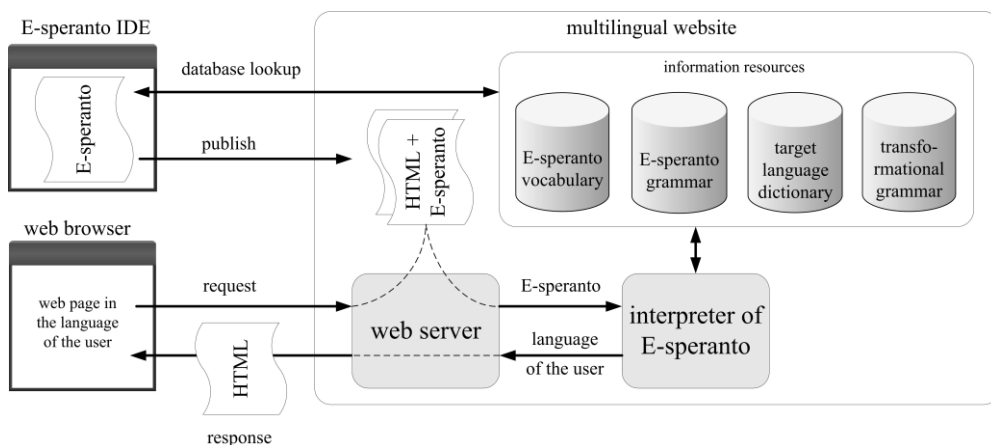 E-speranto IDE
E-speranto
database lookup
publish
multilingual website
information resources
E-speranto
vocabulary
E-speranto
grammar
target
language
dictionary
transfo-
rmational
grammar
HTML +
E-speranto
web browser
web page in
the language
of the user
request
web server
E-speranto
interpreter of
E-speranto
language
of the user
HTML
response